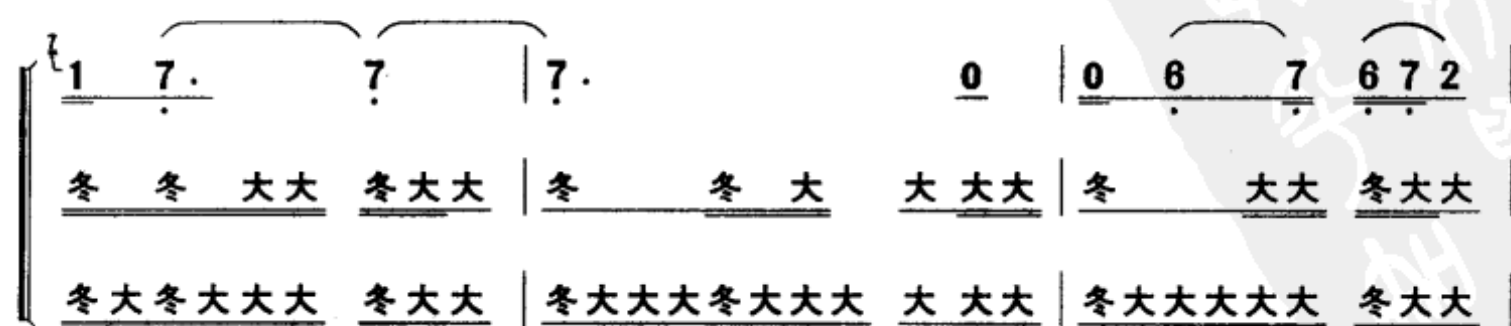 1 7· 7 | 7· 0 | 0 6 7 6 7 2
冬 冬 大大 冬大大 | 冬 冬 大 大 大大 | 冬 大大 冬大大
冬大冬大大大 冬大大 | 冬大大大冬大大大 大 大大 | 冬大大大大大 冬大大